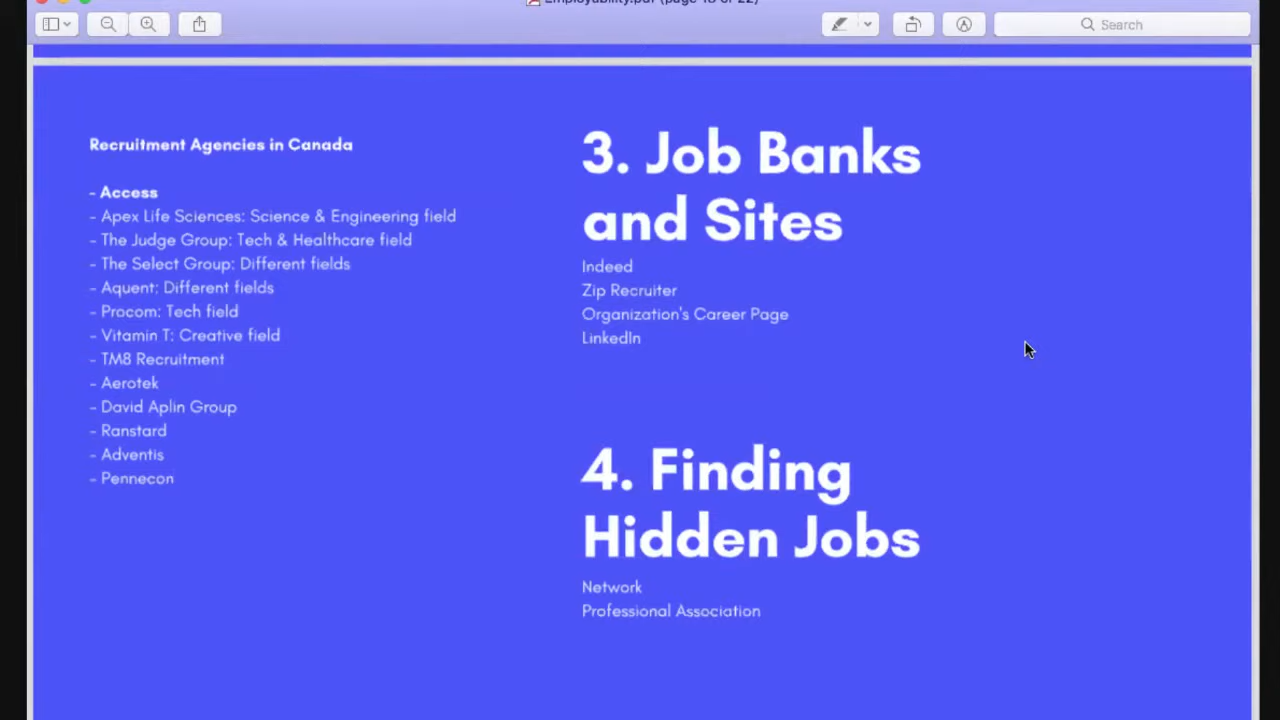 Search
Recruitment Agencies in Canada
- Access
- Apex Life Sciences: Science & Engineering field
- The Judge Group: Tech & Healthcare field
- The Select Group: Different fields
- Aquent: Different fields
- Procom: Tech field
- Vitamin T: Creative field
- TM8 Recruitment
- Aerotek
- David Aplin Group
- Ranstard
- Adventis
- Pennecon
3. Job Banks
and Sites
Indeed
Zip Recruiter
Organization's Career Page
LinkedIn
4. Finding
Hidden Jobs
Network
Professional Association